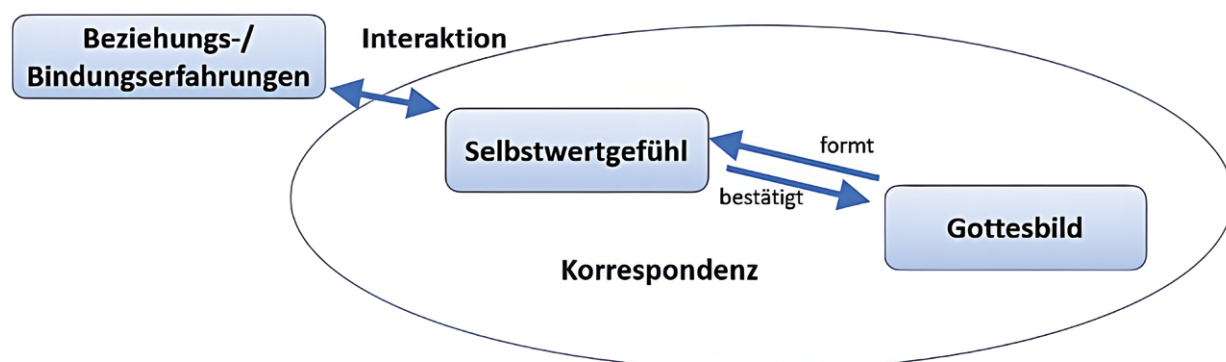 Beziehungs-/
Bindungserfahrungen
Interaktion
Selbstwertgefühl
formt
bestätigt
Gottesbild
Korrespondenz